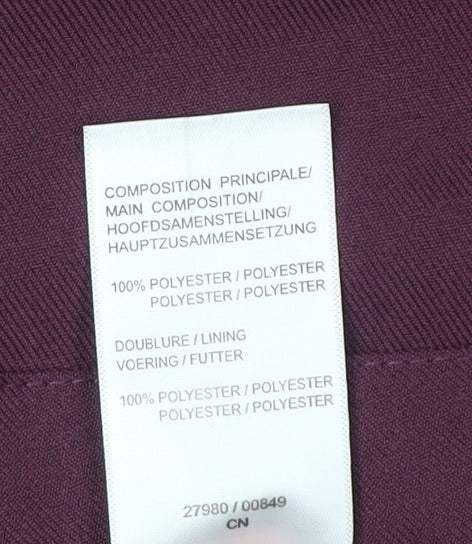 COMPOSITION PRINCIPALE/
MAIN COMPOSITION/
HOOFDSAMENSTELLING/
HAUPTZUSAMMENSETZUNG
100% POLYESTER / POLYESTER
POLYESTER / POLYESTER
DOUBLURE / LINING
VOERING / FUTTER
100% POLYESTER / POLYESTER
POLYESTER / POLYESTER
27980 / 00849
CN